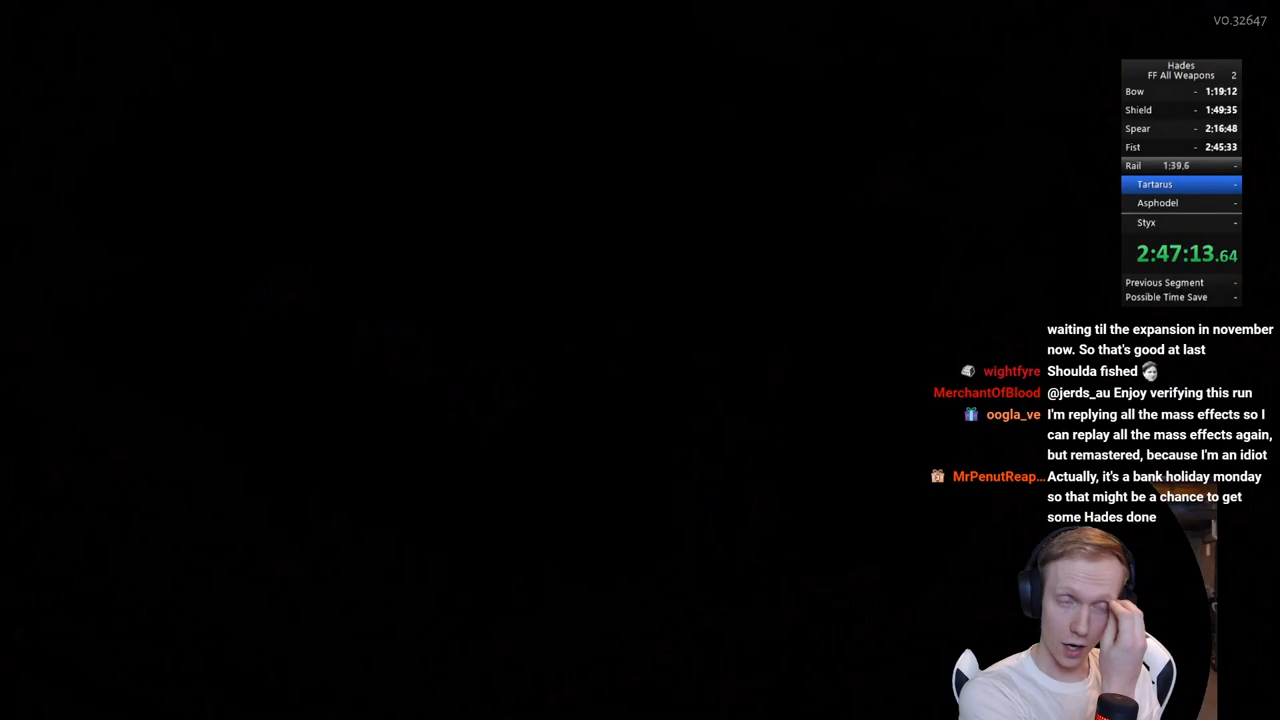 V0.32647
Hades
FF All Weapons 2
Bow - 1:19:12
Shield - 1:49:35
Spear - 2:16:48
Fist - 2:45:33
Rail 1:39.6 -
Tartarus -
Asphodel -
Styx -
2:47:13.64
Previous Segment -
Possible Time Save -
waiting til the expansion in november
now. So that's good at last
wightfyre Shoulda fished
MerchantOfBlood @jerds_au Enjoy verifying this run
oogla_ve I'm replying all the mass effects so I
can replay all the mass effects again,
but remastered, because I'm an idiot
MrPenutReap... Actually, it's a bank holiday monday
so that might be a chance to get
some Hades done